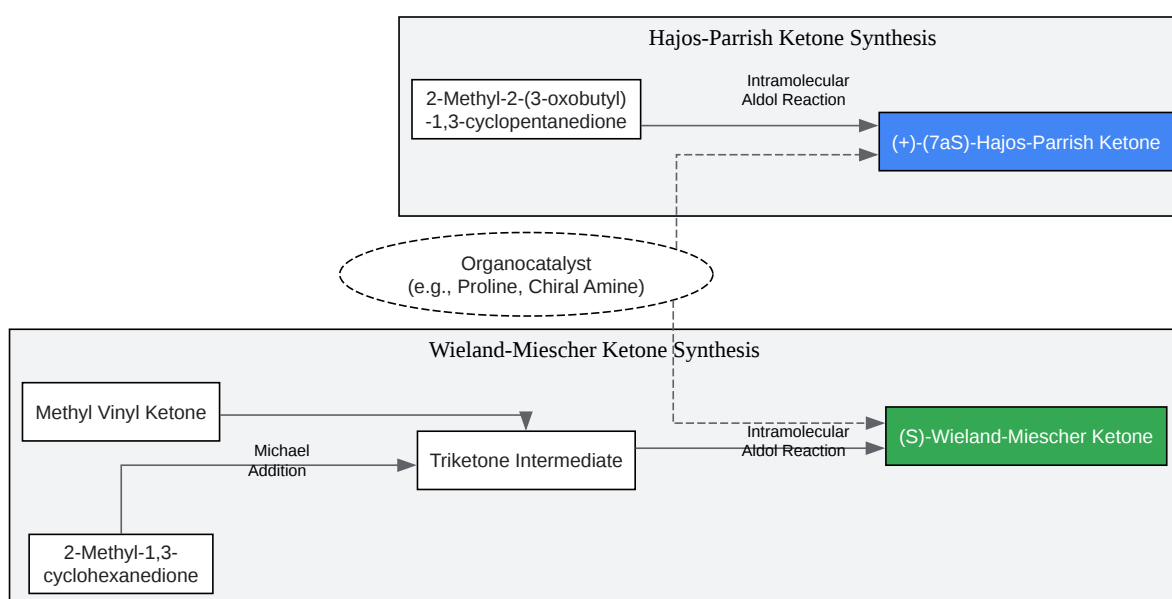 Hajos-Parrish Ketone Synthesis
2-Methyl-2-(3-oxobutyl)
-1,3-cyclopentanedione
Intramolecular
Aldol Reaction
(+)-(7aS)-Hajos-Parrish Ketone
Organocatalyst
(e.g., Proline, Chiral Amine)
Wieland-Miescher Ketone Synthesis
Methyl Vinyl Ketone
Michael
Addition
Triketone Intermediate
Intramolecular
Aldol Reaction
(S)-Wieland-Miescher Ketone
2-Methyl-1,3-
cyclohexanedione